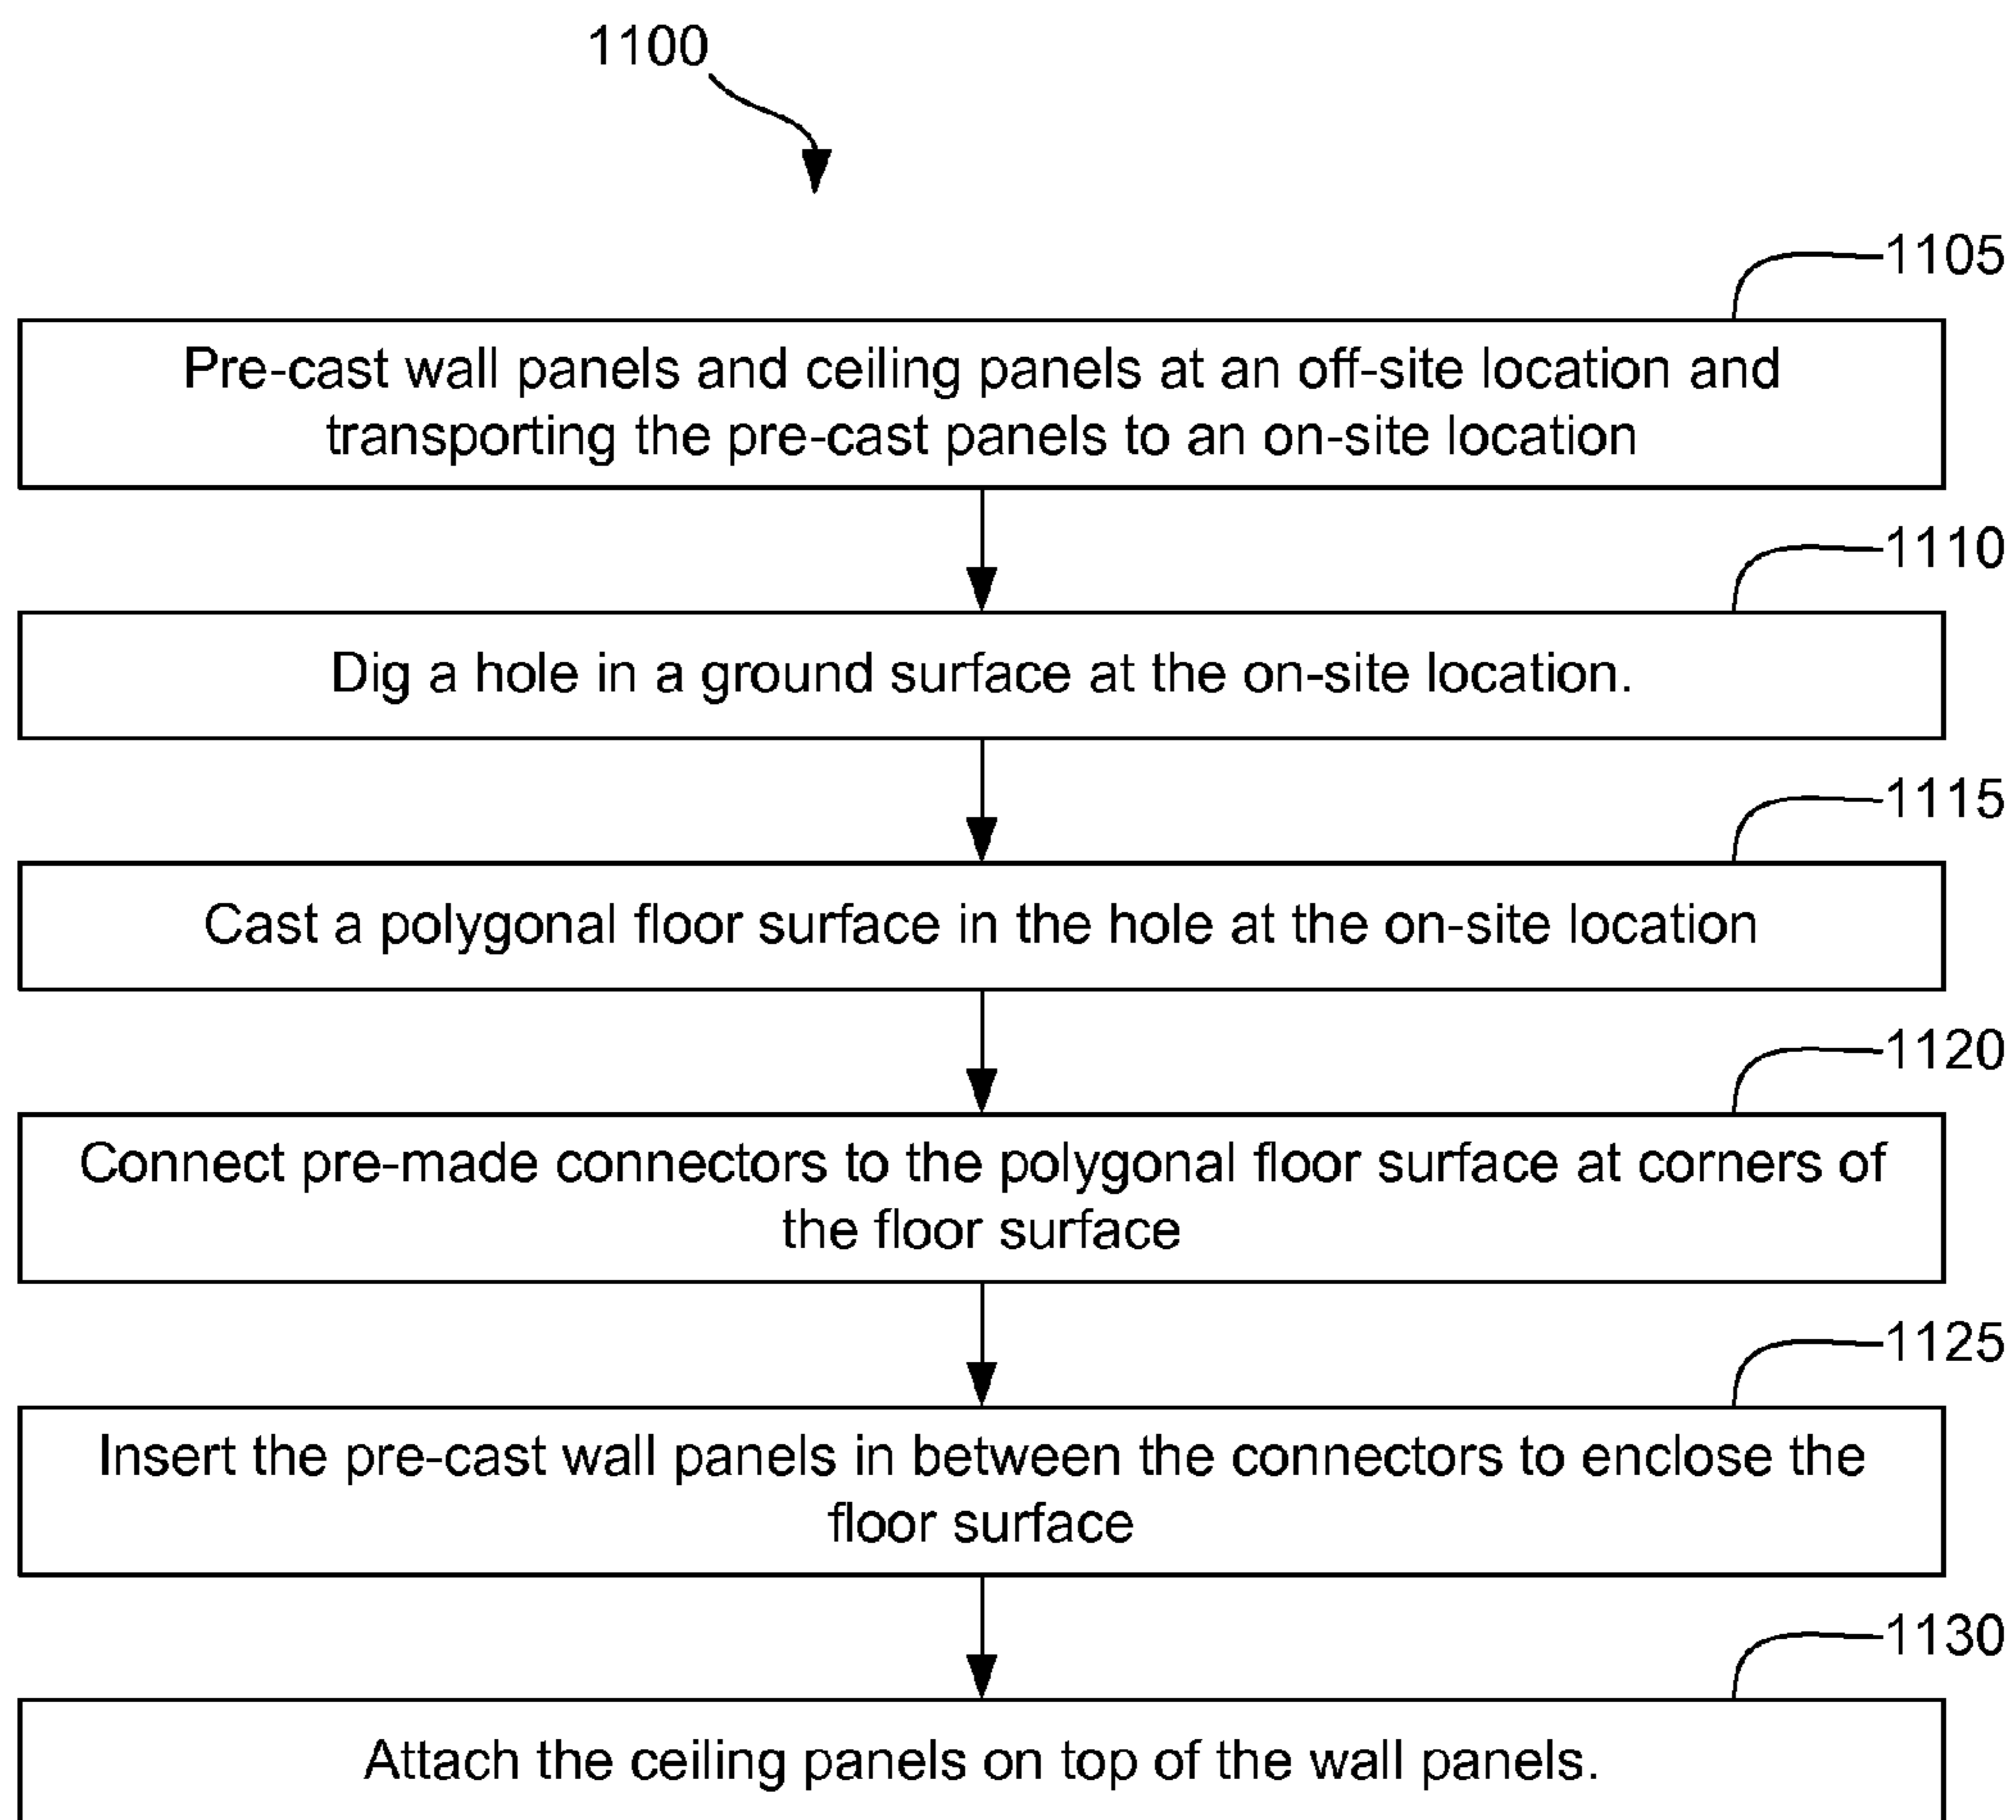 1100
1105
Pre-cast wall panels and ceiling panels at an off-site location and
transporting the pre-cast panels to an on-site location
1110
Dig a hole in a ground surface at the on-site location.
1115
Cast a polygonal floor surface in the hole at the on-site location
1120
Connect pre-made connectors to the polygonal floor surface at corners of
the floor surface
1125
Insert the pre-cast wall panels in between the connectors to enclose the
floor surface
1130
Attach the ceiling panels on top of the wall panels.